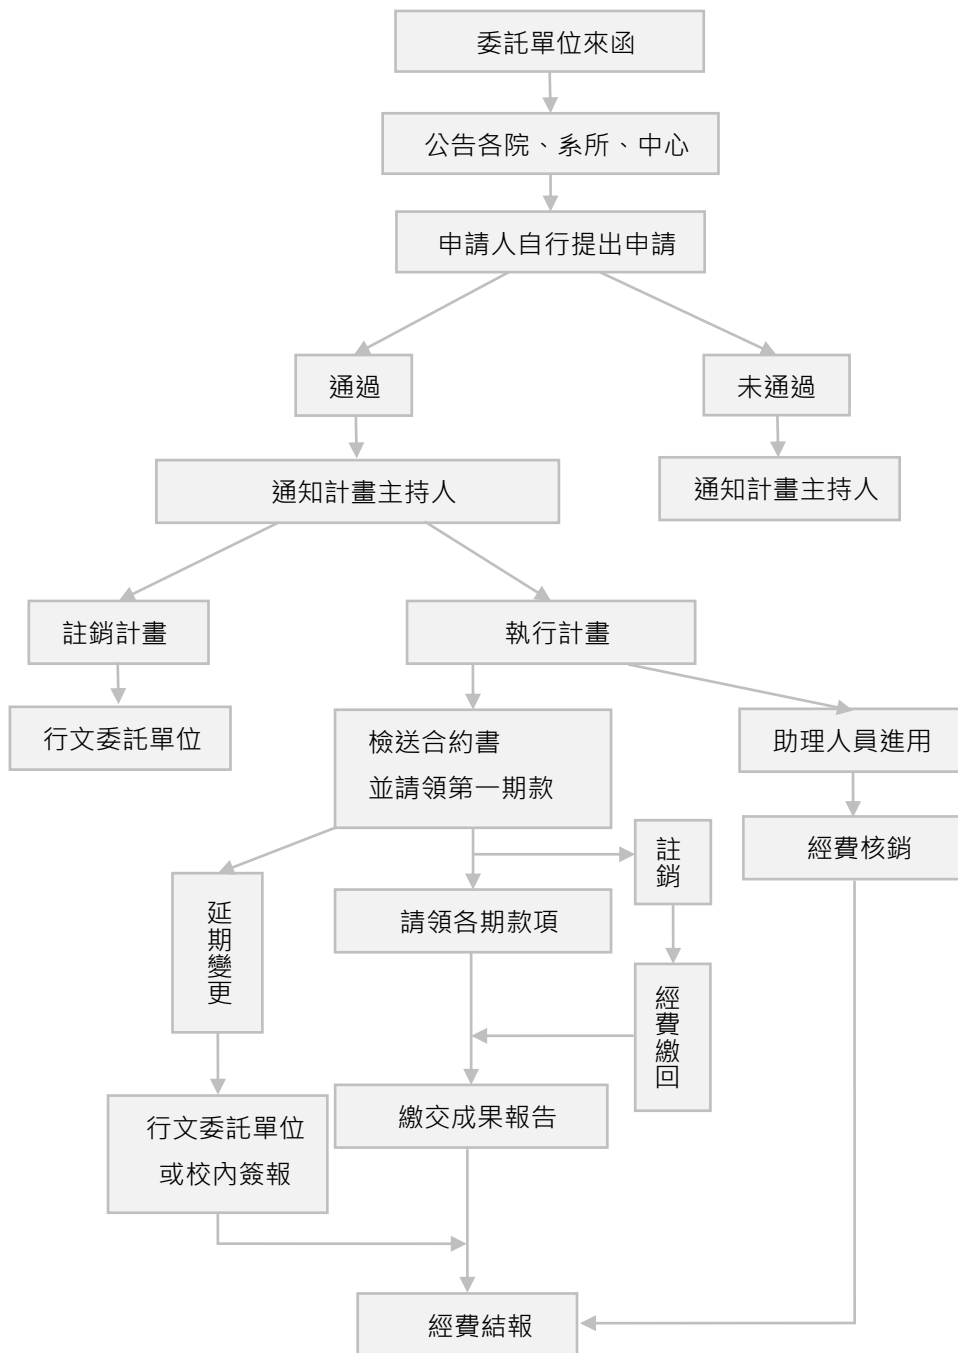 委託單位來函
公告各院、系所、中心
申請人自行提出申請
通過
未通過
通知計畫主持人
通知計畫主持人
註銷計畫
執行計畫
行文委託單位
檢送合約書
並請領第一期款
助理人員進用
註銷
經費核銷
延期變更
請領各期款項
經費繳回
行文委託單位
或校內簽報
繳交成果報告
經費結報